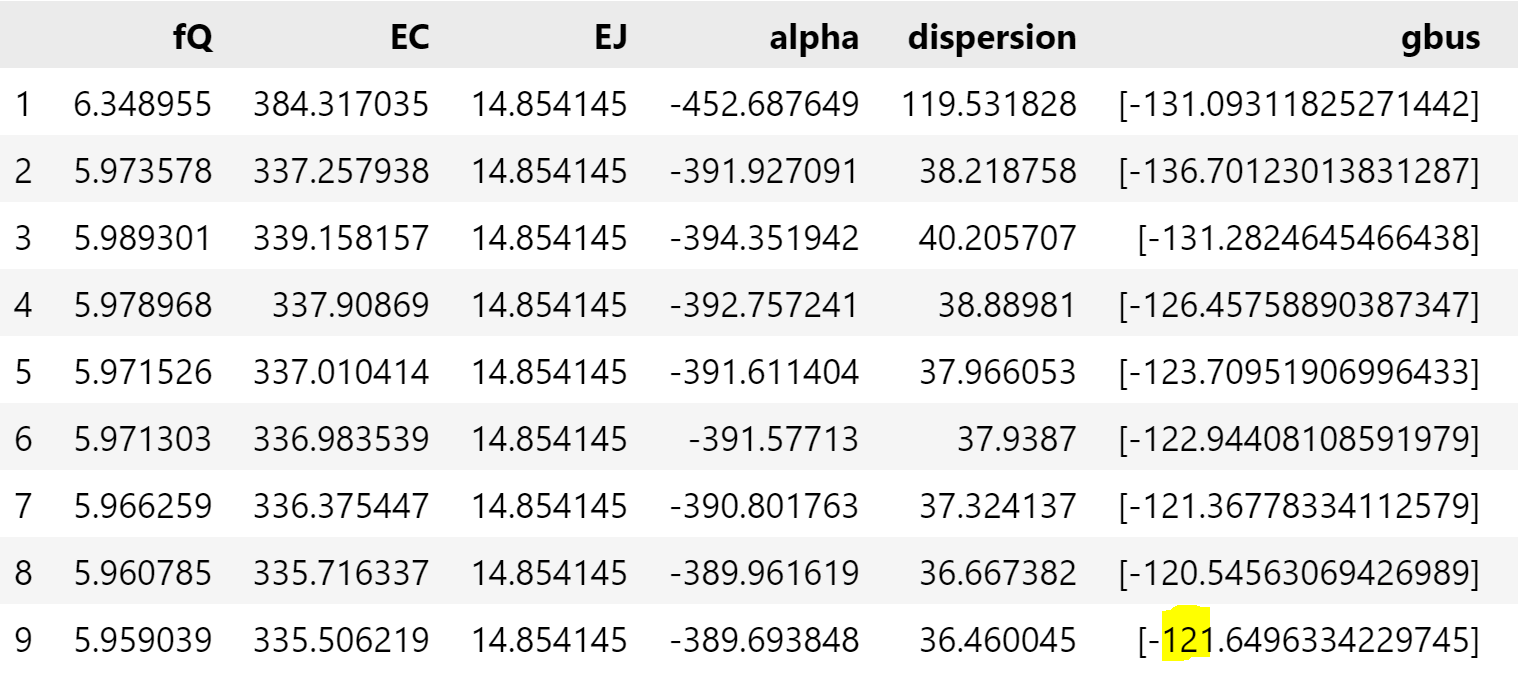 fQ EC EJ alpha dispersion gbus
1 6.348955 384.317035 14.854145 -452.687649 119.531828 [-131.09311825271442]
2 5.973578 337.257938 14.854145 -391.927091 38.218758 [-136.70123013831287]
3 5.989301 339.158157 14.854145 -394.351942 40.205707 [-131.2824645466438]
4 5.978968 337.90869 14.854145 -392.757241 38.88981 [-126.45758890387347]
5 5.971526 337.010414 14.854145 -391.611404 37.966053 [-123.70951906996433]
6 5.971303 336.983539 14.854145 -391.57713 37.9387 [-122.94408108591979]
7 5.966259 336.375447 14.854145 -390.801763 37.324137 [-121.36778334112579]
8 5.960785 335.716337 14.854145 -389.961619 36.667382 [-120.54563069426989]
9 5.959039 335.506219 14.854145 -389.693848 36.460045 [-121.6496334229745]